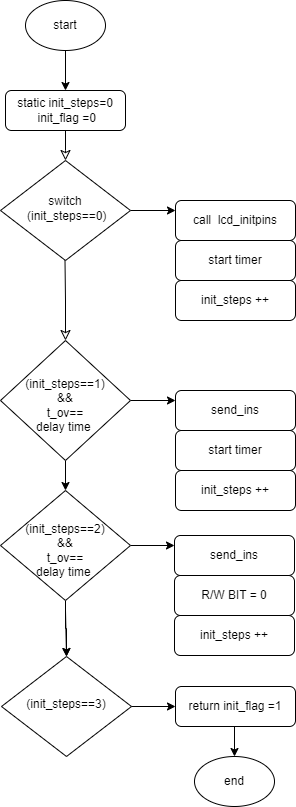 start
static init_steps=0
init_flag =0
switch
(init_steps==0)
call lcd_initpins
start timer
init_steps ++
(init_steps==1)
&&
t_ov==
delay time
send_ins
start timer
init_steps ++
(init_steps==2)
&&
t_ov==
delay time
send_ins
R/W BIT = 0
init_steps ++
(init_steps==3)
return init_flag =1
end